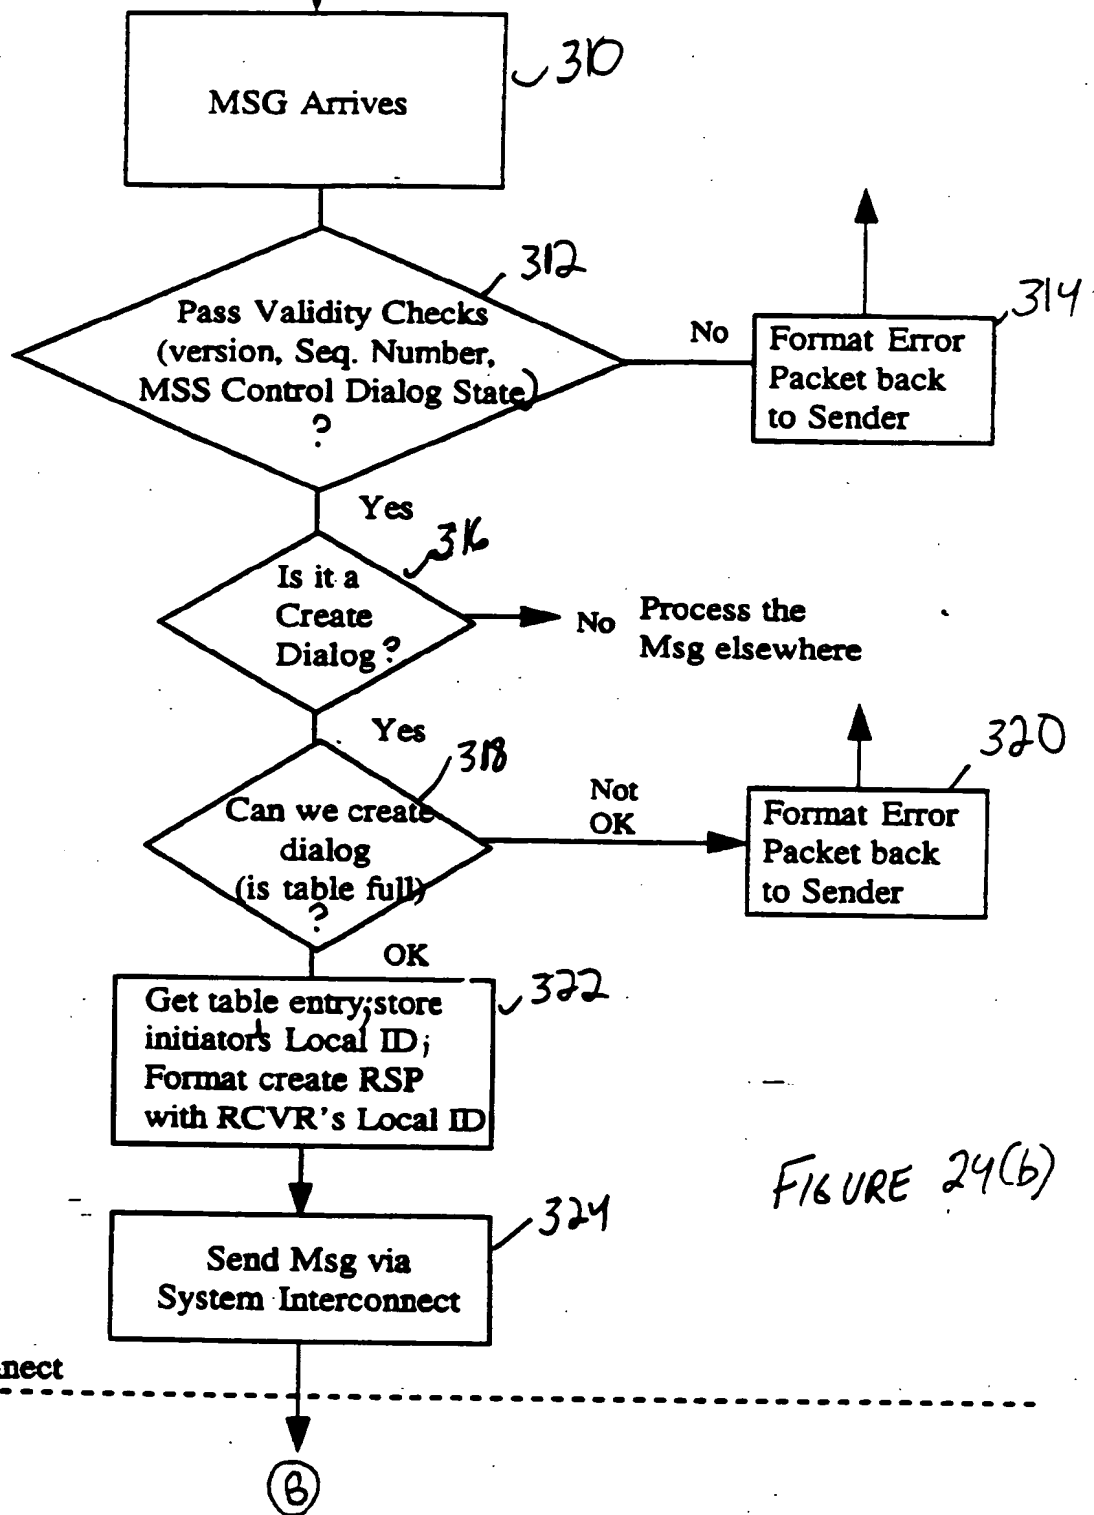 310
MSG Arrives
312
Pass Validity Checks
(version, Seq. Number,
MSS Control Dialog State)
?
No
314
Format Error
Packet back
to Sender
Yes
316
Is it a
Create
Dialog?
No
Process the
Msg elsewhere
Yes
318
Can we create
dialog
(is table full)
?
Not
OK
320
Format Error
Packet back
to Sender
OK
322
Get table entry; store
initiator's Local ID;
Format create RSP
with RCVR's Local ID
324
Send Msg via
System Interconnect
FIGURE 24(b)
nect
B